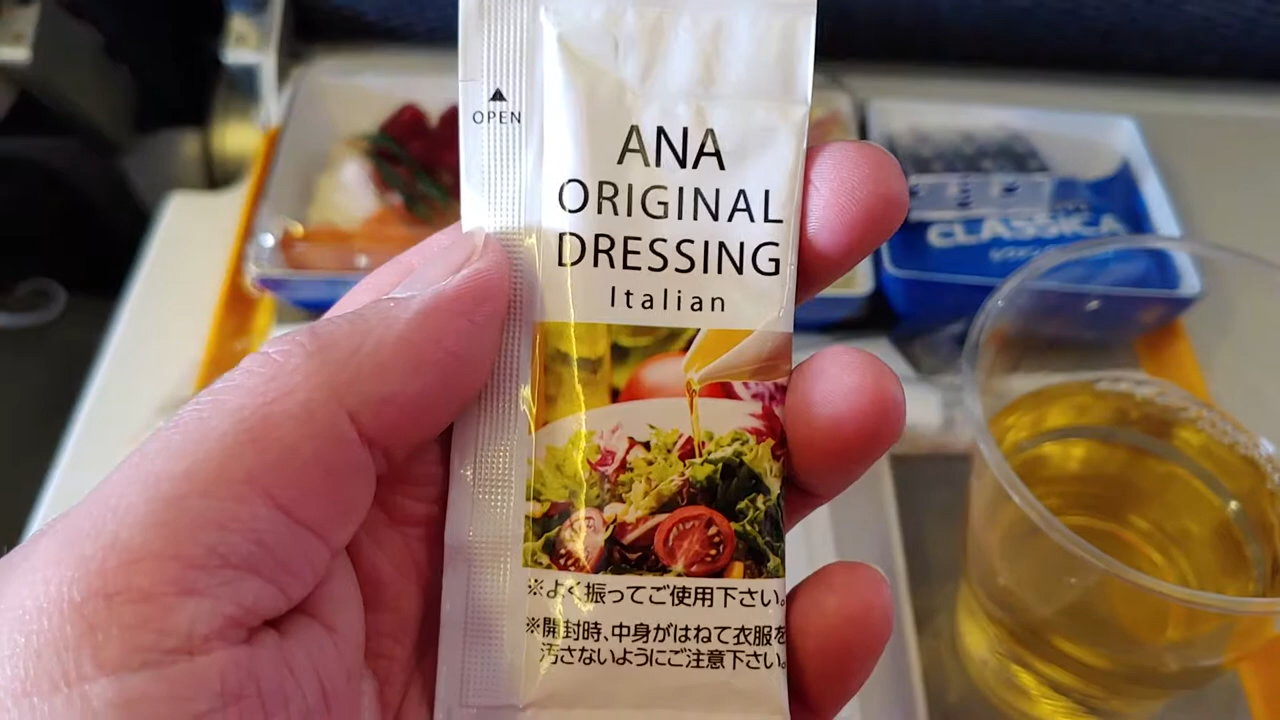 OPEN
ANA
ORIGINAL
DRESSING
Italian
※よく振ってご使用下さい。
※開封時、中身がはねて衣服を
汚さないようにご注意下さい。
CLASSICA